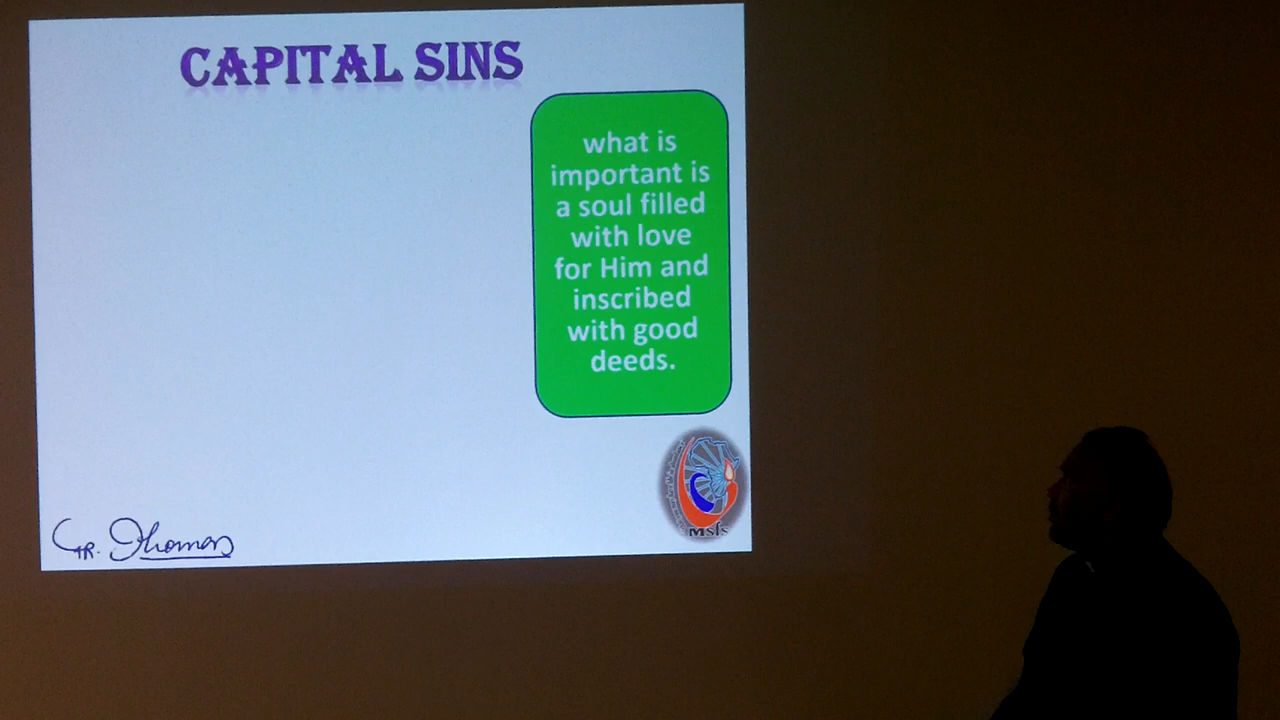 CAPITAL SINS
what is
important is
a soul filled
with love
for Him and
inscribed
with good
deeds.
MSFS
Thomas